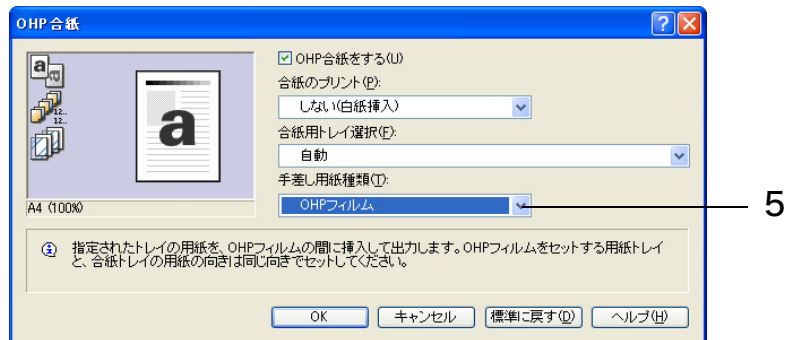 OHP合紙
OHP合紙をする(U)
合紙のプリント(P):
しない(白紙挿入)
合紙用トレイ選択(F):
自動
手差し用紙種類(T):
OHPフィルム
5
a
a
12..
12..
a
A4 (100%)
指定されたトレイの用紙を、OHPフィルムの間に挿入して出力します。OHPフィルムをセットする用紙トレイ
と、合紙トレイの用紙の向きは同じ向きでセットしてください。
OK キャンセル 標準に戻す(D) ヘルプ(H)